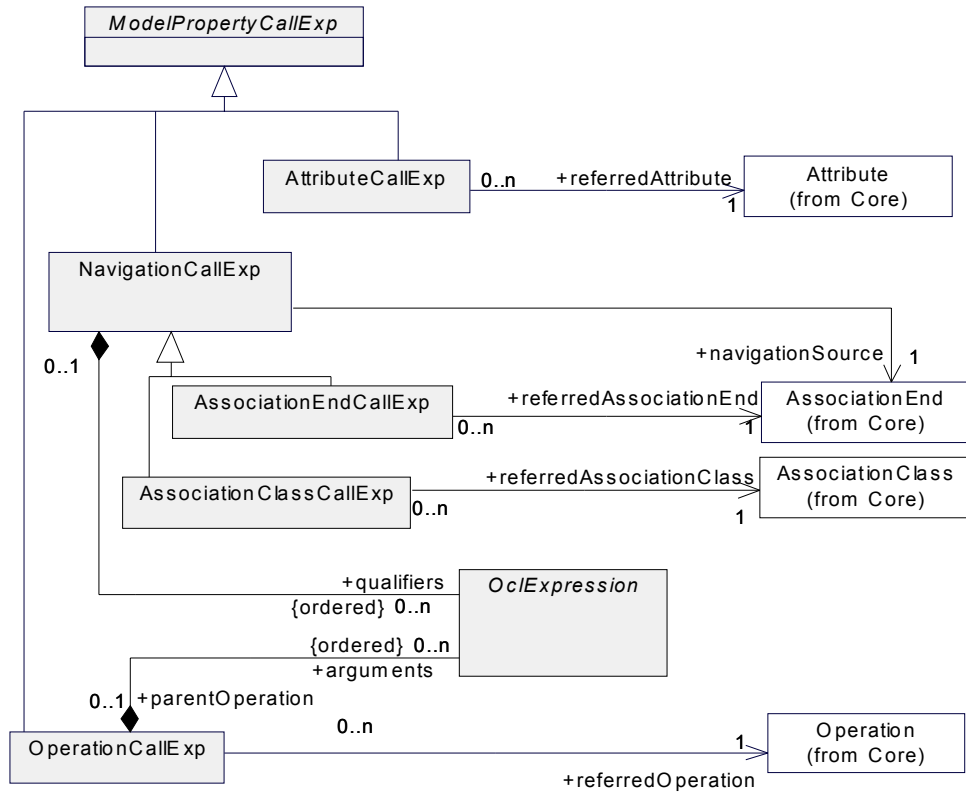 ModelPropertyCallExp
AttributeCallExp
0..n
+referredAttribute
1
Attribute
(from Core)
NavigationCallExp
0..1
+navigationSource
1
AssociationEndCallExp
0..n
+referredAssociationEnd
1
AssociationEnd
(from Core)
AssociationClassCallExp
0..n
+referredAssociationClass
1
AssociationClass
(from Core)
+qualifiers
{ordered} 0..n
OclExpression
{ordered} 0..n
+arguments
0..1 +parentOperation
OperationCallExp
0..n
1
+referredOperation
Operation
(from Core)